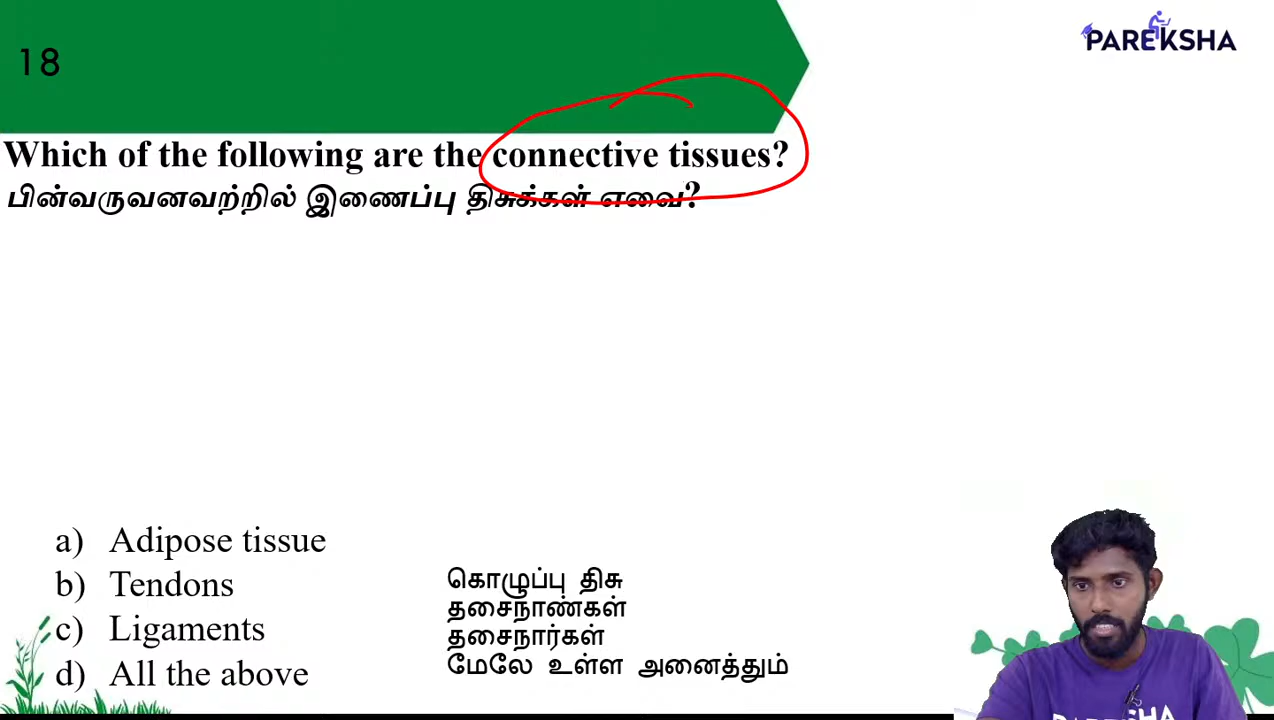 18
PAREKSHA
Which of the following are the connective tissues?
பின்வருவனவற்றில் இணைப்பு திசுக்கள் எவை?
a) Adipose tissue
b) Tendons
c) Ligaments
d) All the above
கொழுப்பு திசு
தசைநாண்கள்
தசைநார்கள்
மேலே உள்ள அனைத்தும்
PAREKSHA